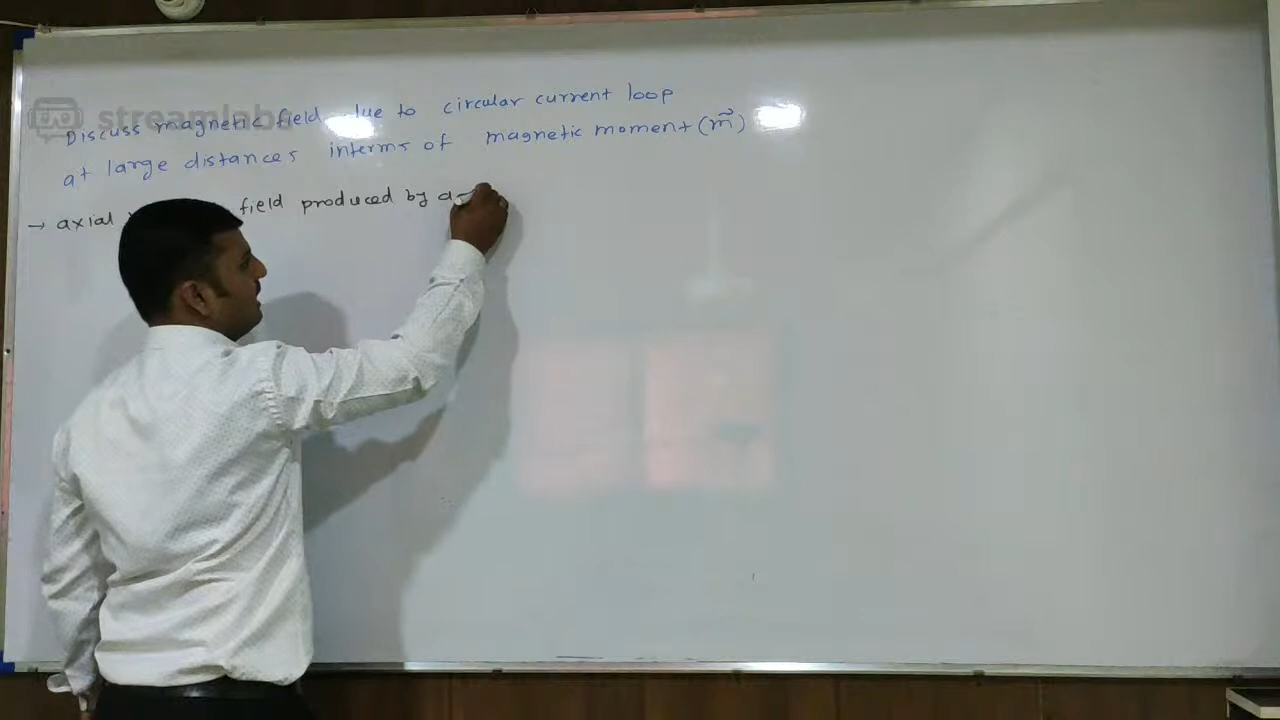 streamlabs
Discuss magnetic field due to circular current loop
at large distances interms of magnetic moment (m⃗)
→ axial field produced by a